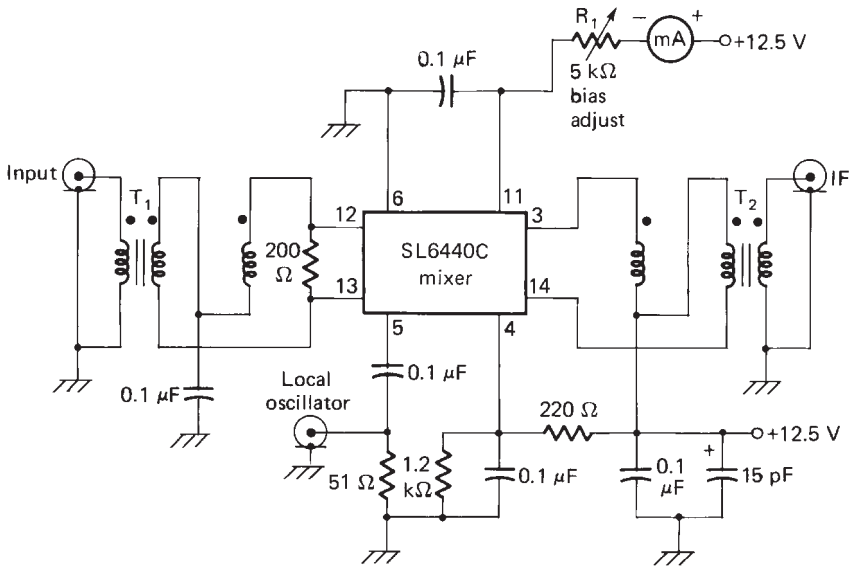 R1
− +
mA
+12.5 V
0.1 μF
5 kΩ
bias
adjust
Input
IF
T1
T2
6
11
12
3
SL6440C
mixer
200
Ω
13
14
5
4
0.1 μF
0.1 μF
Local
oscillator
220 Ω
+12.5 V
51 Ω
1.2
kΩ
0.1 μF
0.1
μF
+
15 pF